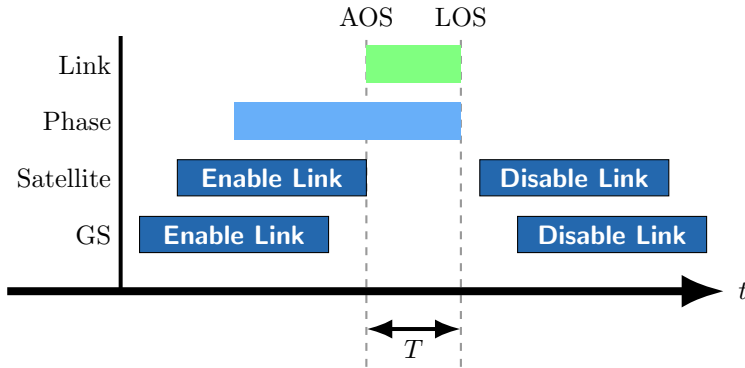 AOS LOS
Link
Phase
Satellite Enable Link Disable Link
GS Enable Link Disable Link
t
T